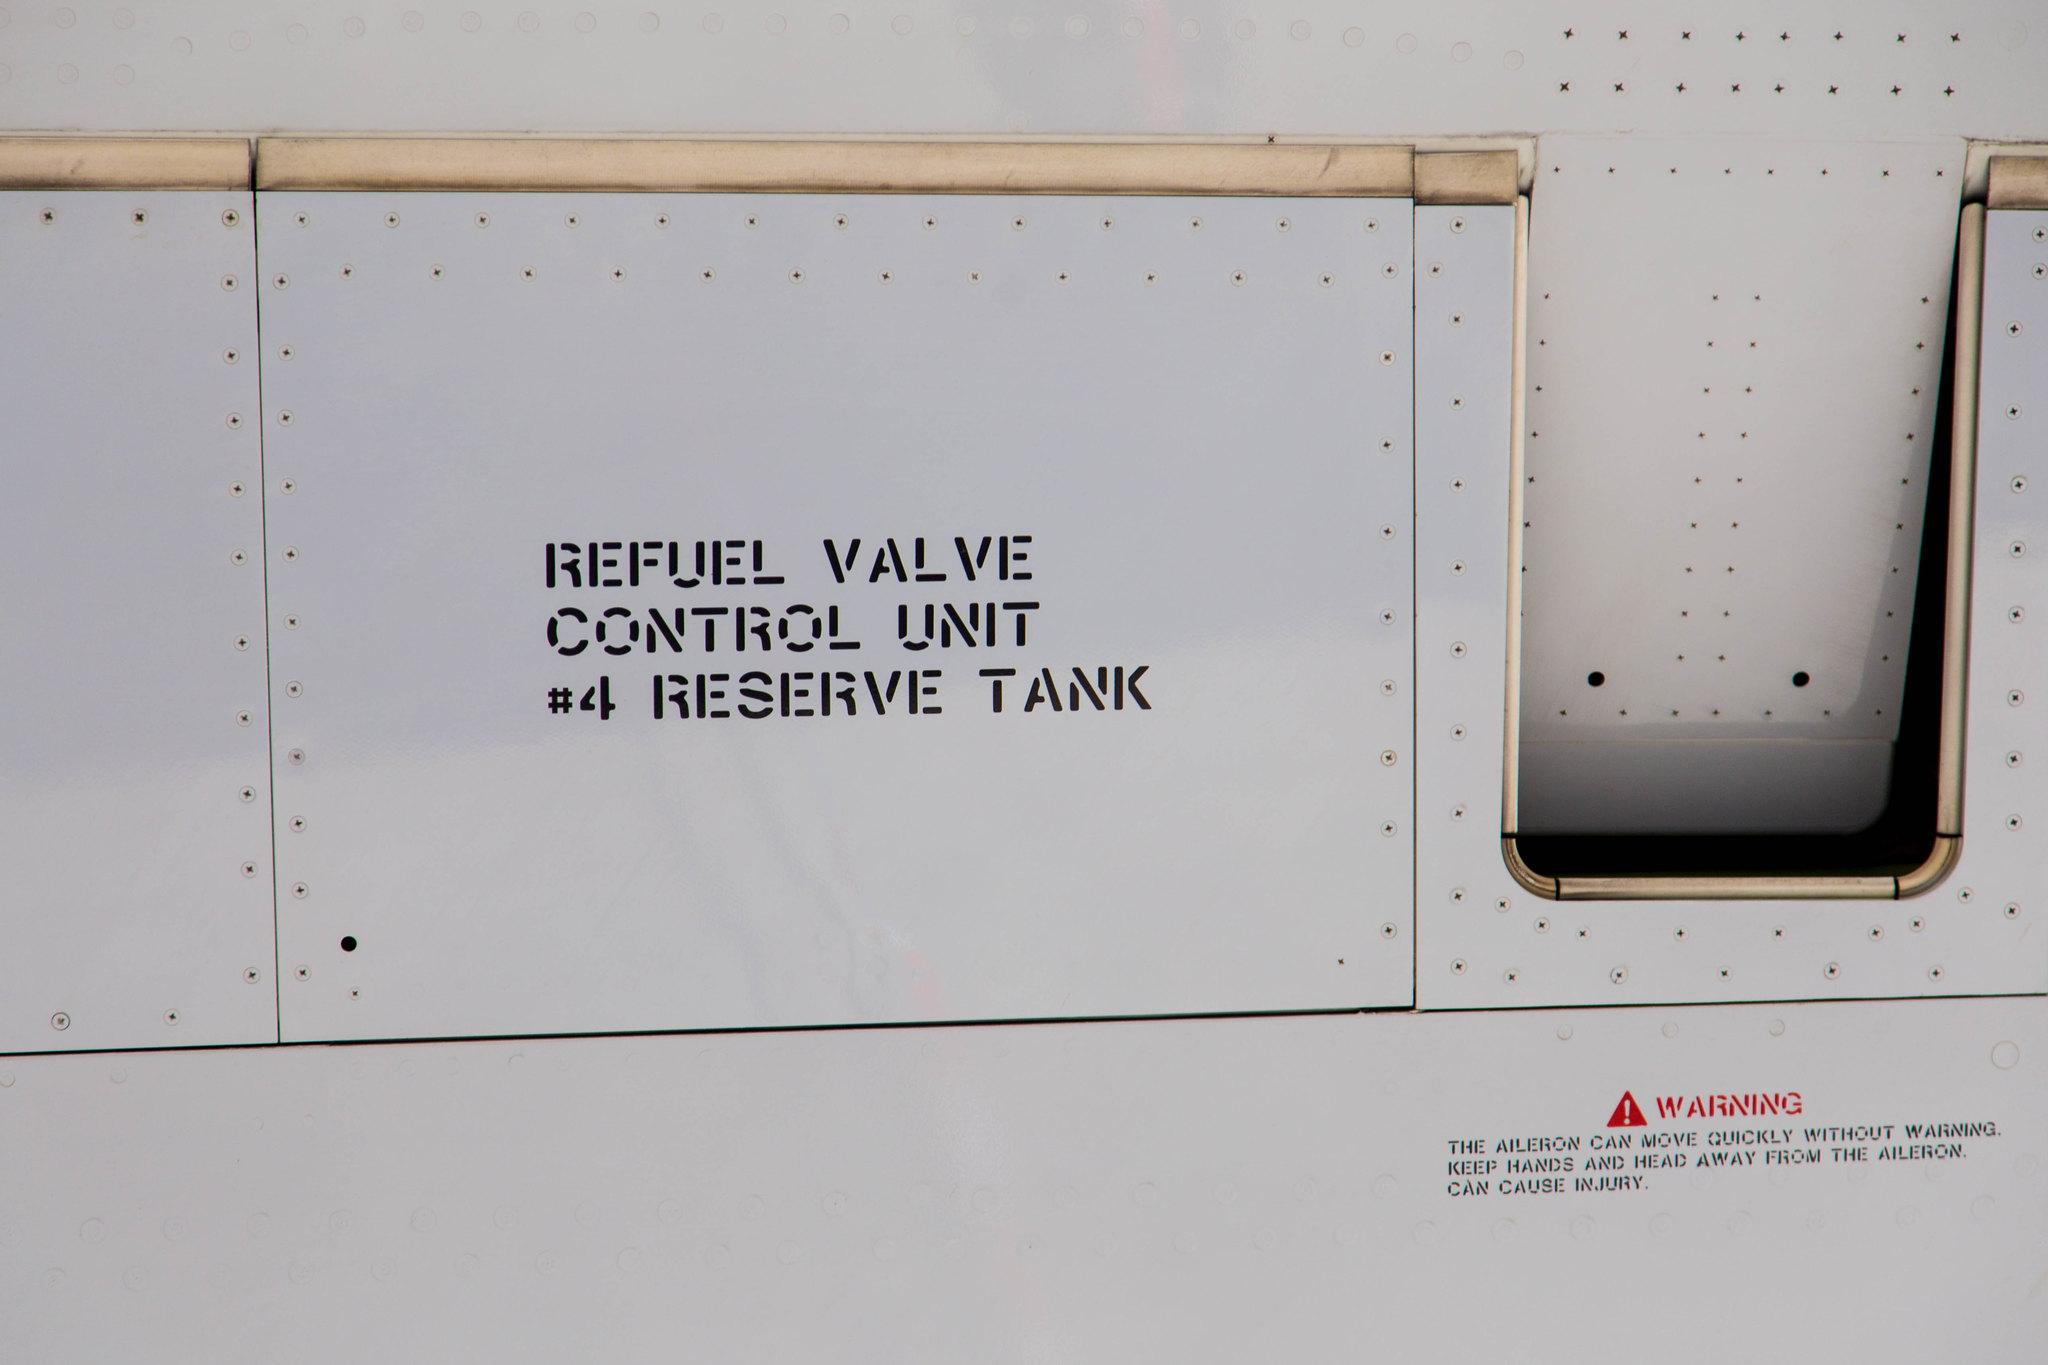 REFUEL VALVE
CONTROL UNIT
#4 RESERVE TANK
WARNING
THE AILERON CAN MOVE QUICKLY WITHOUT WARNING.
KEEP HANDS AND HEAD AWAY FROM THE AILERON.
CAN CAUSE INJURY.